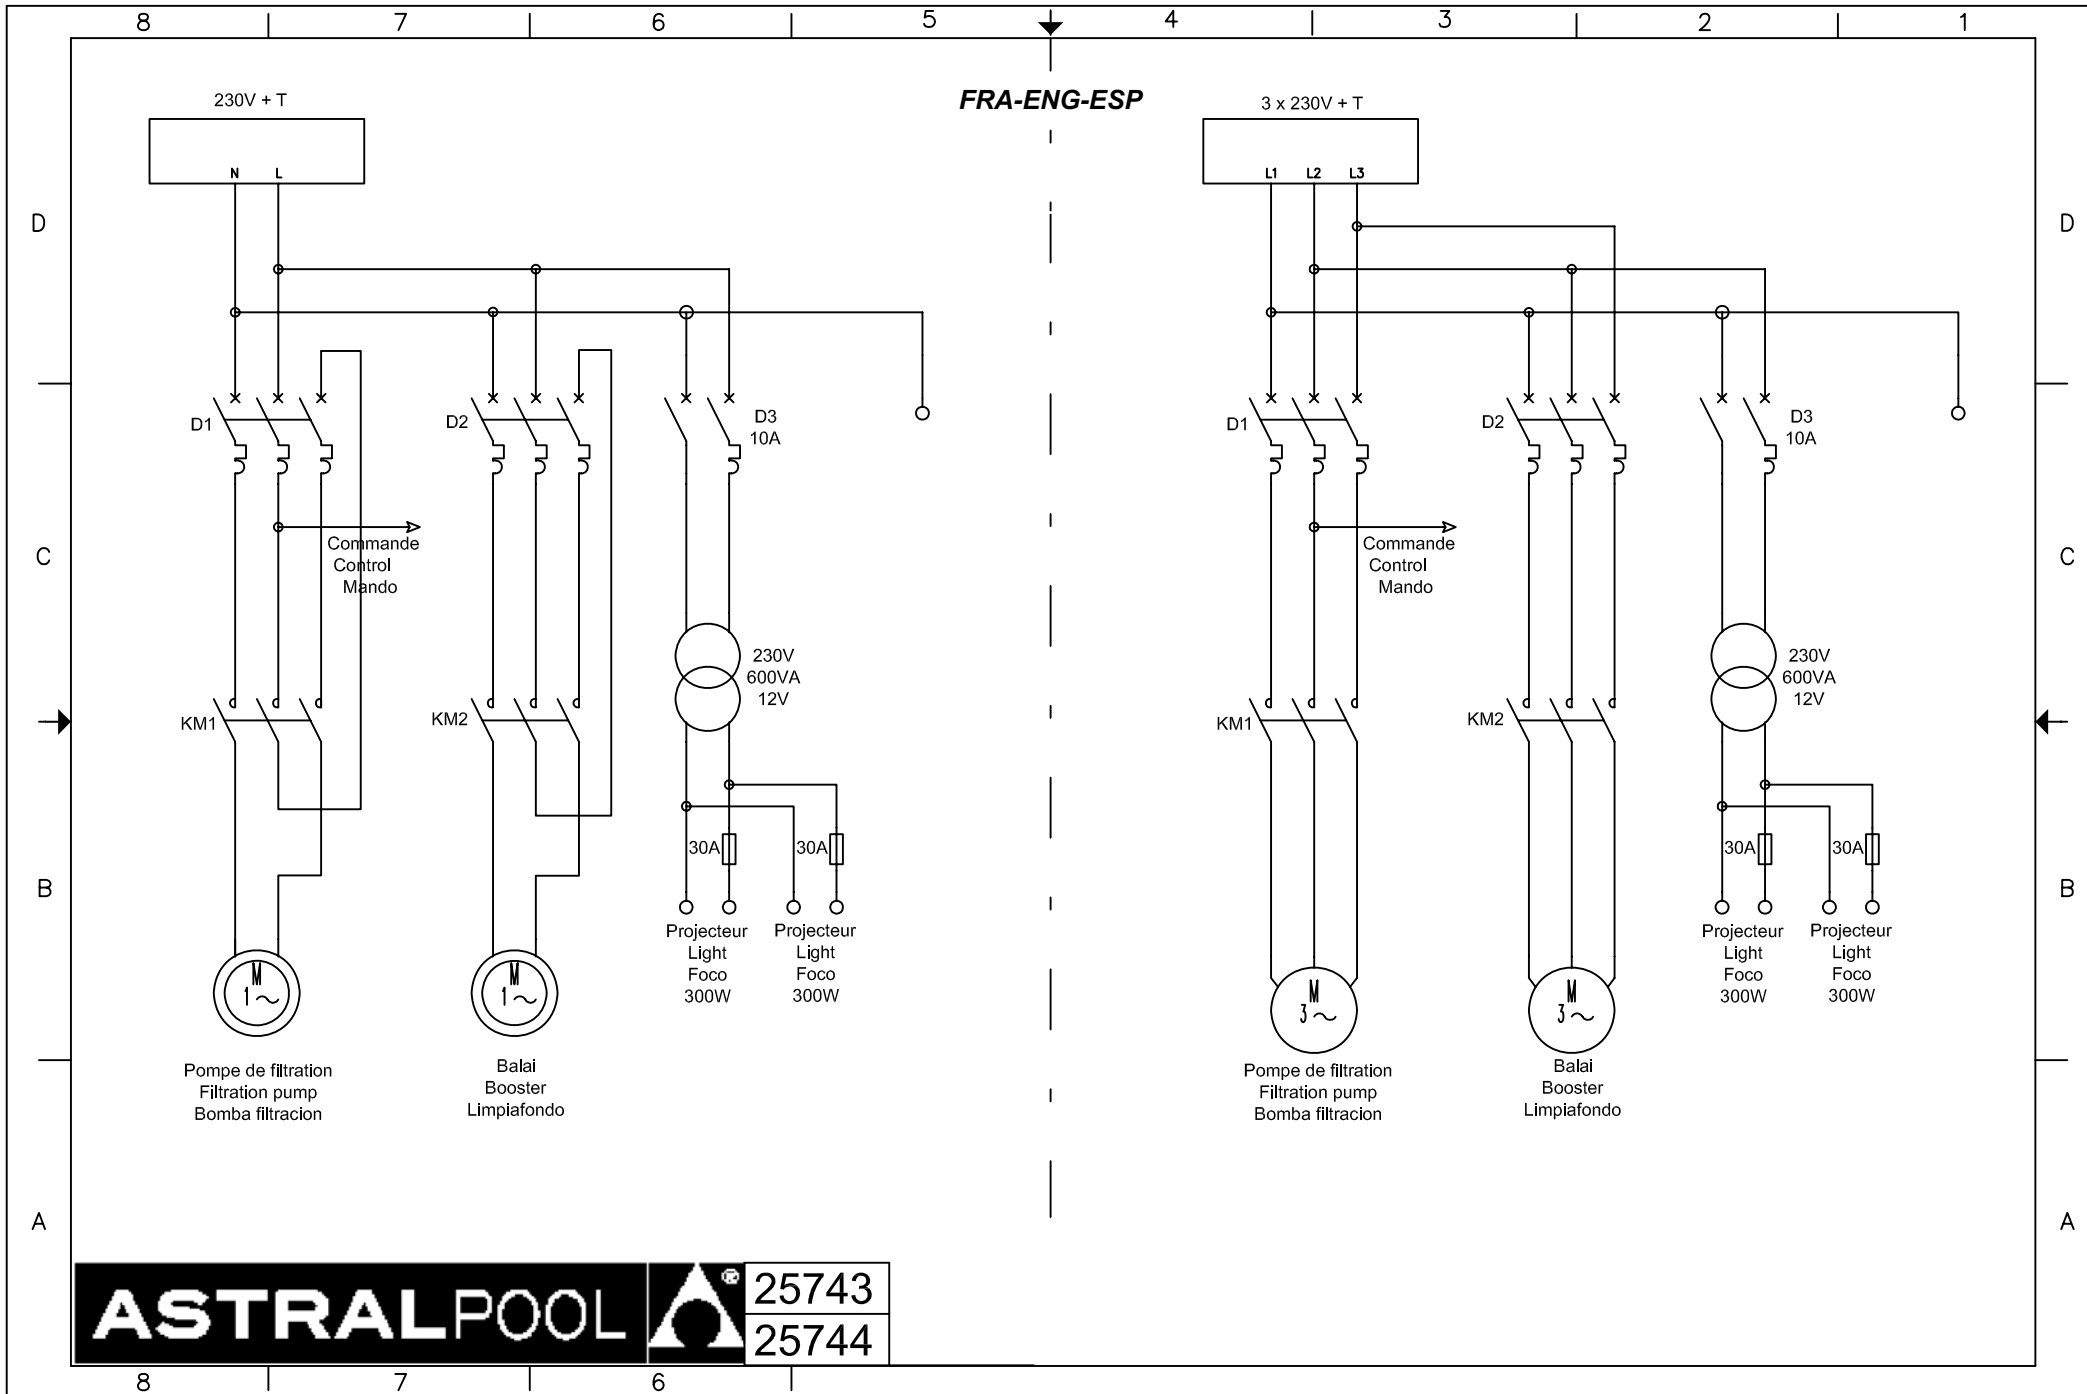 8 7 6 5 4 3 2 1
FRA-ENG-ESP
230V + T
N L
D
C
B
A
D1
D2
D3
10A
Commande
Control
Mando
KM1
KM2
230V
600VA
12V
30A
30A
Projecteur
Light
Foco
300W
Projecteur
Light
Foco
300W
M
1~
M
1~
Pompe de filtration
Filtration pump
Bomba filtracion
Balai
Booster
Limpiafondo
3 x 230V + T
L1 L2 L3
D1
D2
D3
10A
Commande
Control
Mando
KM1
KM2
230V
600VA
12V
30A
30A
Projecteur
Light
Foco
300W
Projecteur
Light
Foco
300W
M
3~
M
3~
Pompe de filtration
Filtration pump
Bomba filtracion
Balai
Booster
Limpiafondo
D
C
B
A
ASTRALPOOL ®
25743
25744
8 7 6